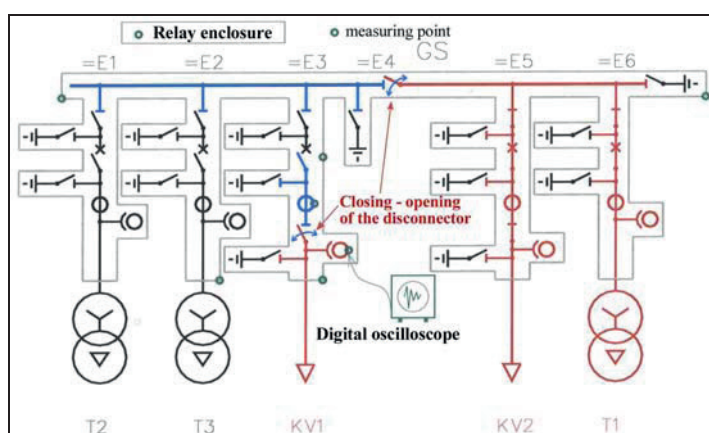 Relay enclosure
measuring point
=E1 =E2 =E3 =E4 GS =E5 =E6
Closing - opening
of the disconnector
Digital oscilloscope
T2 T3 KV1 KV2 T1